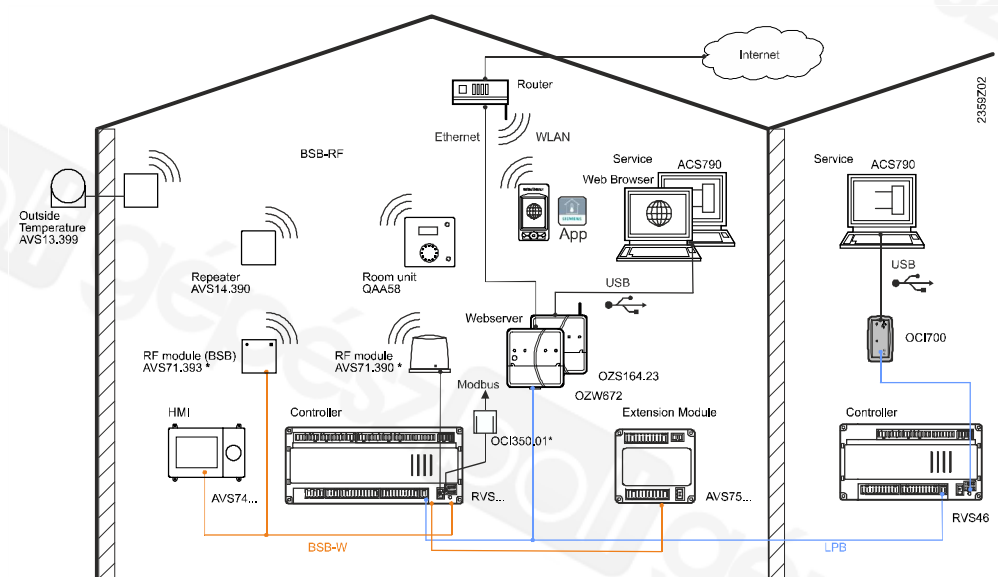 Internet
Router
2359Z02
Ethernet
WLAN
BSB-RF
Service
ACS790
Service
ACS790
Web Browser
App
Outside
Temperature
AVS13.399
Repeater
AVS14.390
Room unit
QAA58
USB
USB
Webserver
OCI700
RF module (BSB)
AVS71.393 *
RF module
AVS71.390 *
OZS164.23
Modbus
OZW672
HMI
Controller
Extension Module
Controller
OCI350.01*
AVS74...
RVS...
AVS75...
RVS46
BSB-W
LPB